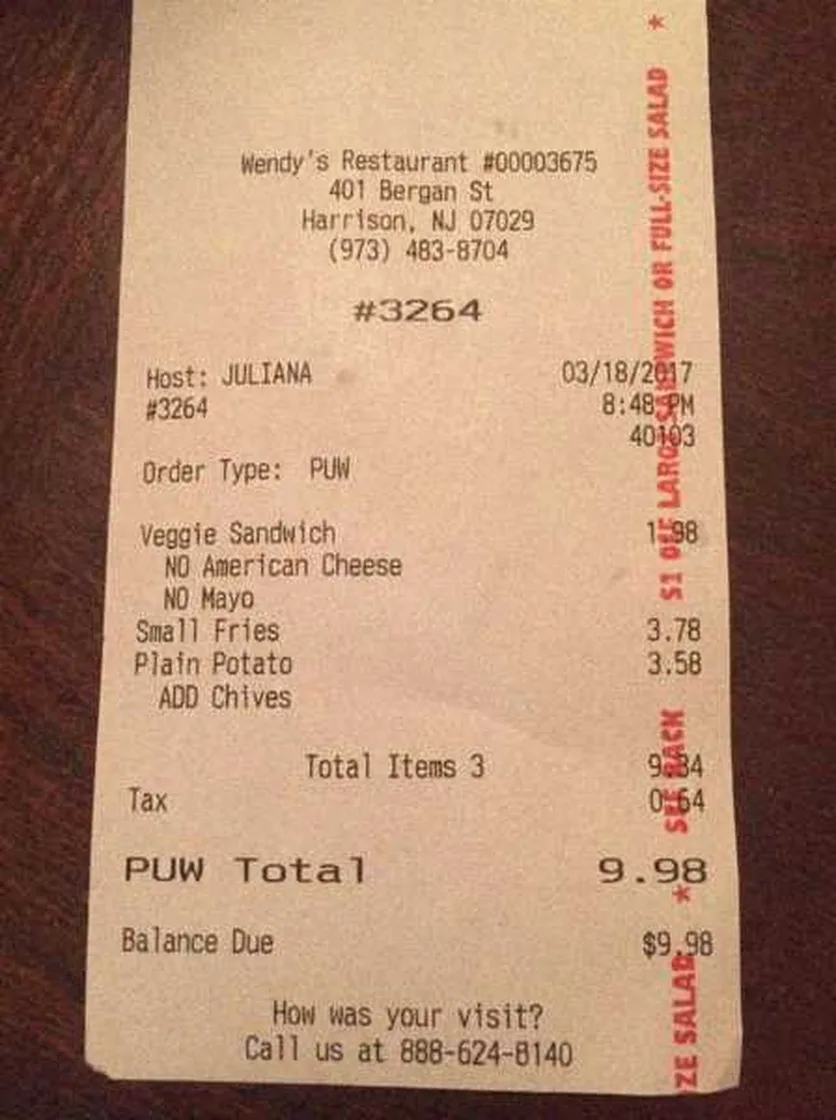 Wendy's Restaurant #00003675
401 Bergan St
Harrison, NJ 07029
(973) 483-8704
#3264
Host: JULIANA 03/18/2017
#3264 8:48 PM
40103
Order Type: PUW
Veggie Sandwich 1.98
NO American Cheese
NO Mayo
Small Fries 3.78
Plain Potato 3.58
ADD Chives
Total Items 3 9.34
Tax 0.64
PUW Total 9.98
Balance Due $9.98
How was your visit?
Call us at 888-624-8140
ZE SALAD * SEE BACK $1 OFF LARGE SANDWICH OR FULL-SIZE SALAD *